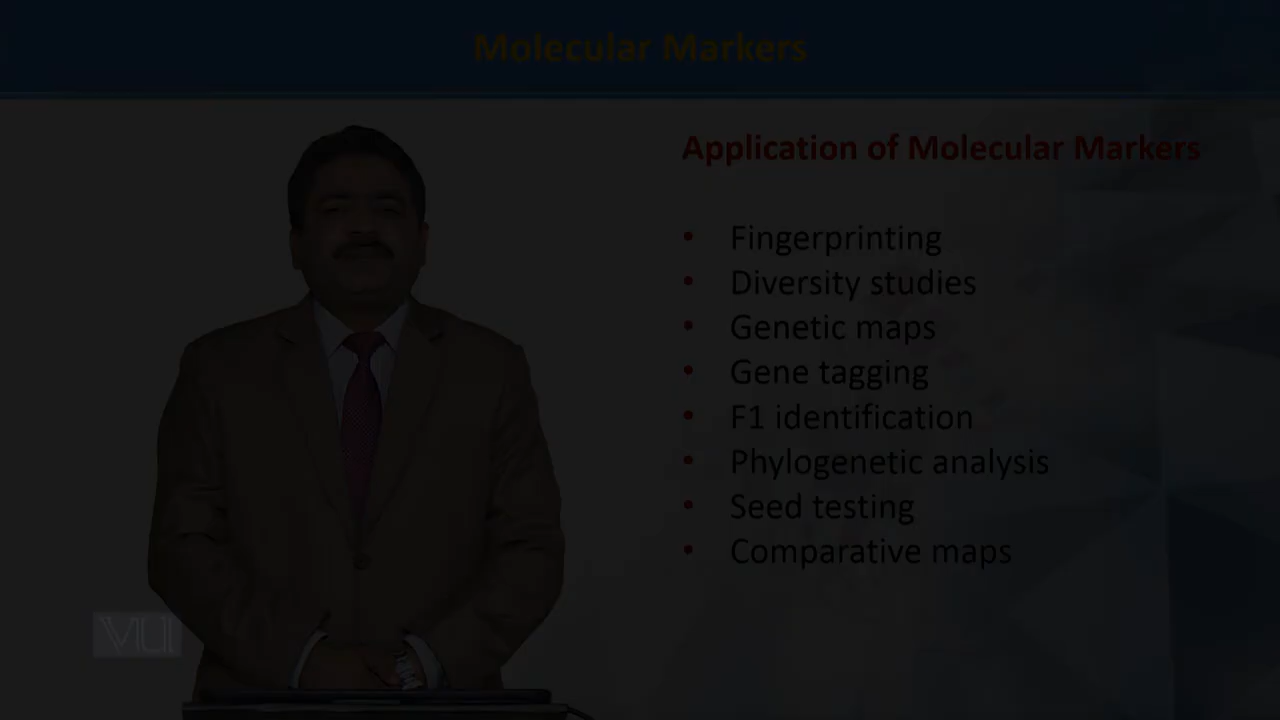 Molecular Markers
Application of Molecular Markers
• Fingerprinting
• Diversity studies
• Genetic maps
• Gene tagging
• F1 identification
• Phylogenetic analysis
• Seed testing
• Comparative maps
VU